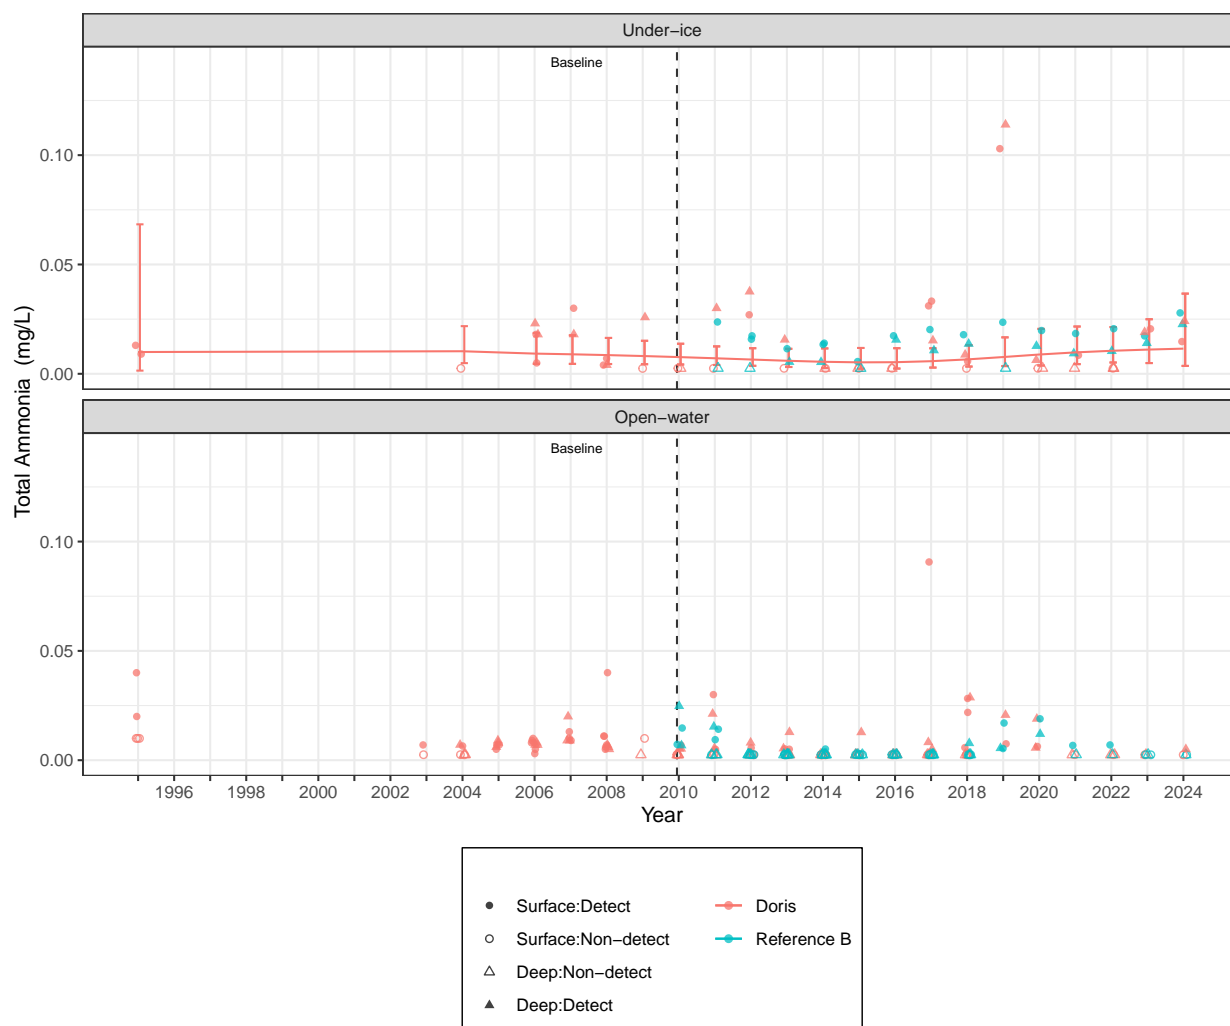 Under−ice
Baseline
0.10
0.05
0.00
Open−water
Baseline
0.10
0.05
0.00
Total Ammonia (mg/L)
1996 1998 2000 2002 2004 2006 2008 2010 2012 2014 2016 2018 2020 2022 2024
Year
Surface:Detect
Surface:Non−detect
Deep:Non−detect
Deep:Detect
Doris
Reference B